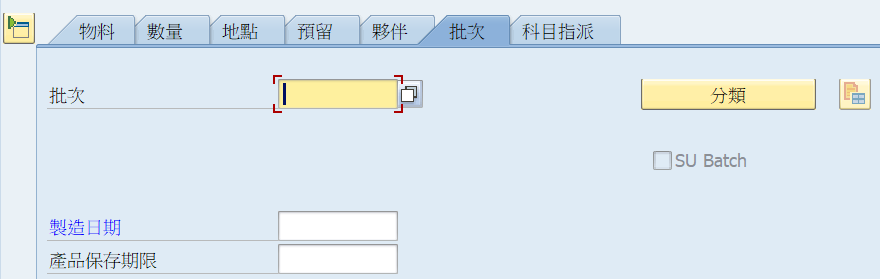 物料 數量 地點 預留 夥伴 批次 科目指派
批次 分類
SU Batch
製造日期
產品保存期限